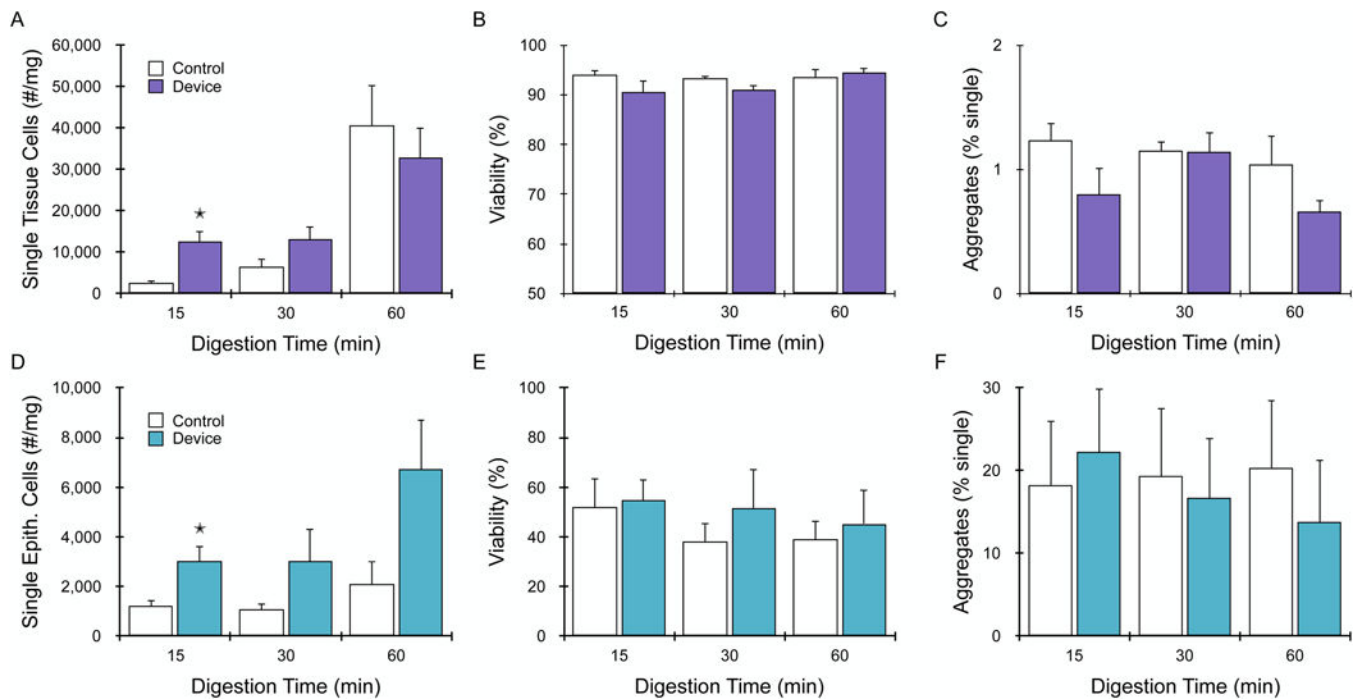 A
Single Tissue Cells (#/mg)
60,000
50,000
40,000
30,000
20,000
10,000
0
Control
Device
★
15 30 60
Digestion Time (min)
B
Viability (%)
100
90
80
70
60
50
15 30 60
Digestion Time (min)
C
Aggregates (% single)
2
1
0
15 30 60
Digestion Time (min)
D
Single Epith. Cells (#/mg)
10,000
8,000
6,000
4,000
2,000
0
Control
Device
★
15 30 60
Digestion Time (min)
E
Viability (%)
100
80
60
40
20
0
15 30 60
Digestion Time (min)
F
Aggregates (% single)
30
20
10
0
15 30 60
Digestion Time (min)